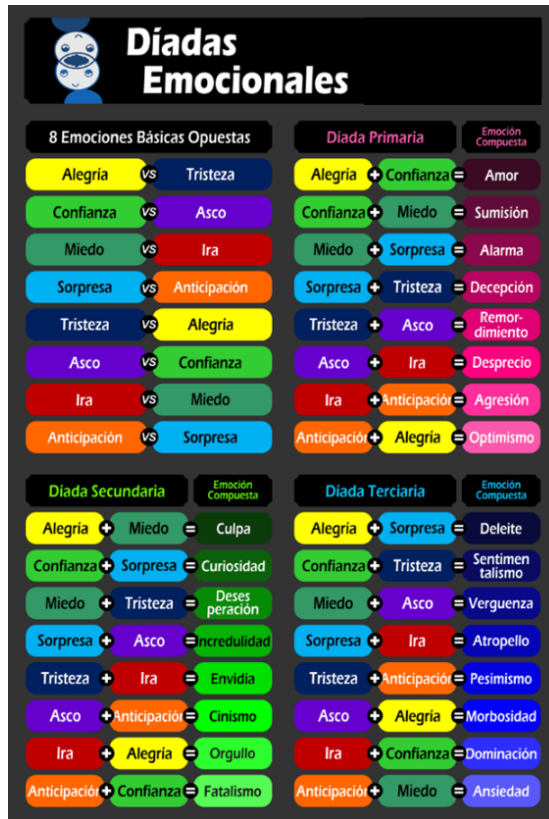 Díadas
Emocionales
8 Emociones Básicas Opuestas
Alegría vs Tristeza
Confianza vs Asco
Miedo vs Ira
Sorpresa vs Anticipación
Tristeza vs Alegría
Asco vs Confianza
Ira vs Miedo
Anticipación vs Sorpresa
Díada Primaria
Emoción
Compuesta
Alegría + Confianza = Amor
Confianza + Miedo = Sumisión
Miedo + Sorpresa = Alarma
Sorpresa + Tristeza = Decepción
Tristeza + Asco = Remor-
dimiento
Asco + Ira = Desprecio
Ira + Anticipación = Agresión
Anticipación + Alegría = Optimismo
Díada Secundaria
Emoción
Compuesta
Alegría + Miedo = Culpa
Confianza + Sorpresa = Curiosidad
Miedo + Tristeza = Deses
peración
Sorpresa + Asco = Incredulidad
Tristeza + Ira = Envidia
Asco + Anticipación = Cinismo
Ira + Alegría = Orgullo
Anticipación + Confianza = Fatalismo
Díada Terciaria
Emoción
Compuesta
Alegría + Sorpresa = Deleite
Confianza + Tristeza = Sentimen
talismo
Miedo + Asco = Verguenza
Sorpresa + Ira = Atropello
Tristeza + Anticipación = Pesimismo
Asco + Alegría = Morbosidad
Ira + Confianza = Dominación
Anticipación + Miedo = Ansiedad